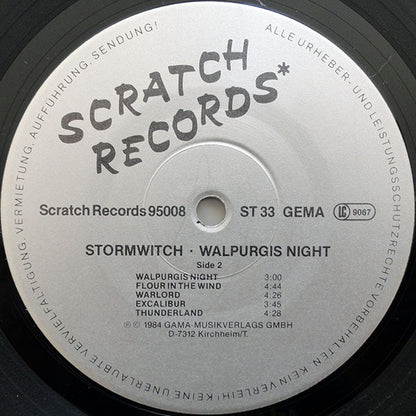 ALLE URHEBER- UND LEISTUNGSSCHUTZRECHTE VORBEHALTEN. KEIN VERLEIH! KEINE UNERLAUBTE VERVIELFÄLTIGUNG, VERMIETUNG, AUFFÜHRUNG, SENDUNG!
SCRATCH
RECORDS*
Scratch Records 95008 ST 33 GEMA LC 9067
STORMWITCH · WALPURGIS NIGHT
Side 2
WALPURGIS NIGHT 3:00
FLOUR IN THE WIND 4:44
WARLORD 4:26
EXCALIBUR 3:45
THUNDERLAND 4:28
Ⓟ © 1984 GAMA-MUSIKVERLAGS GMBH
D-7312 Kirchheim/T.